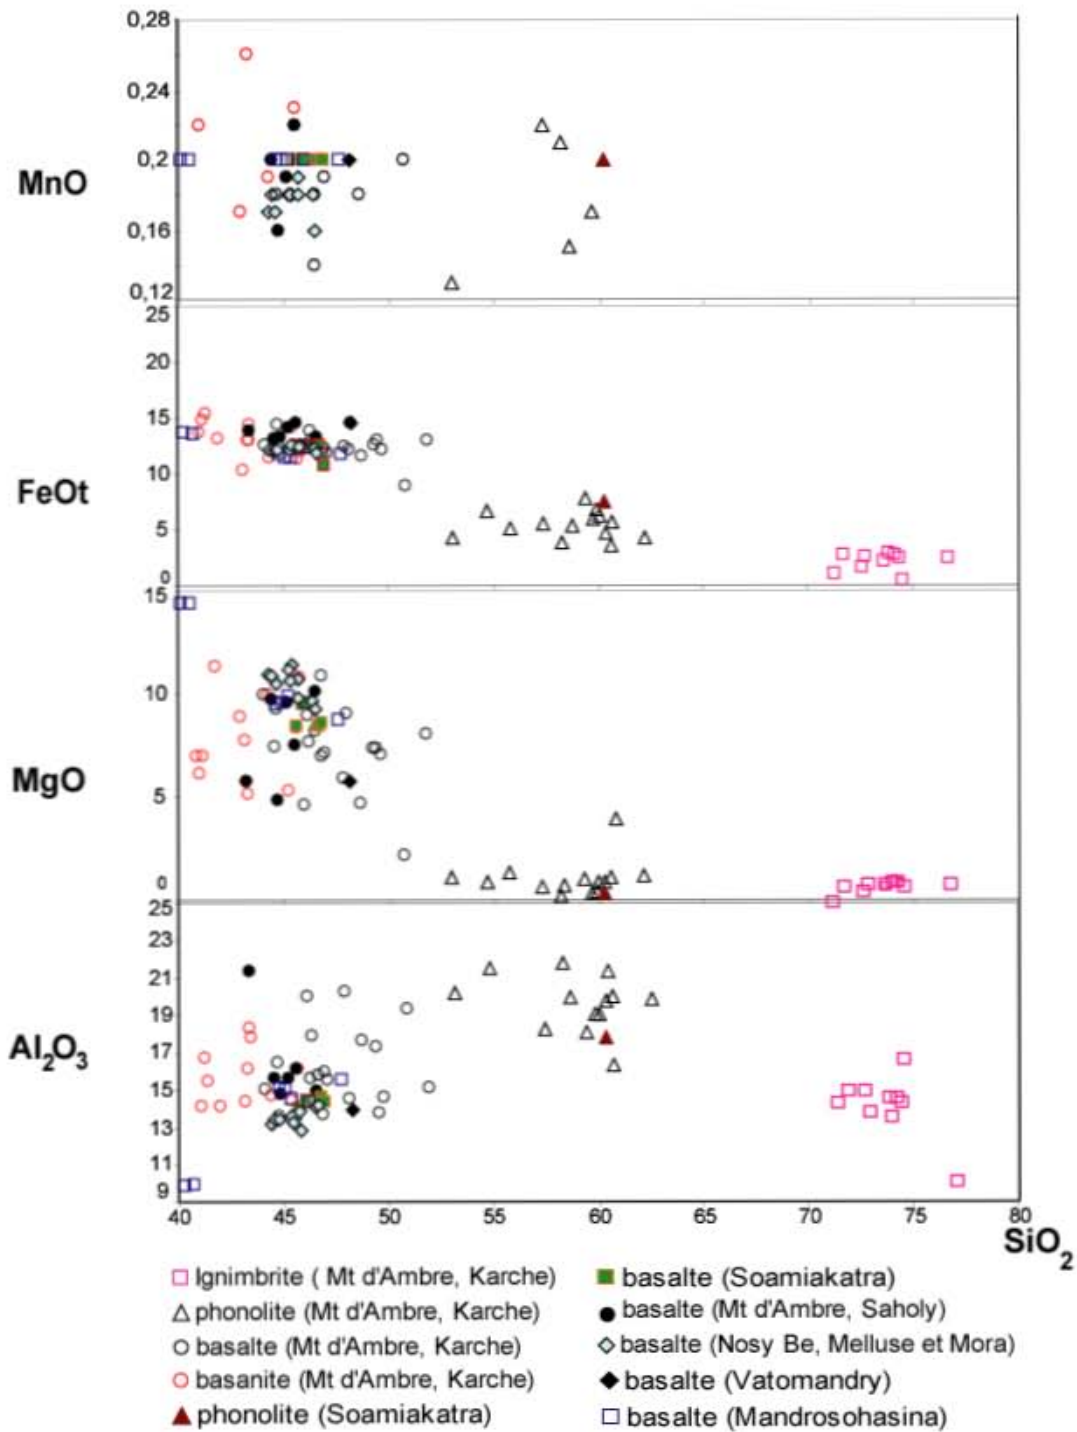 0,28
0,24
0,2
MnO
0,16
0,12
25
20
15
10
FeOt
5
0
15
10
MgO
5
0
25
23
21
19
Al₂O₃
17
15
13
11
9
40 45 50 55 60 65 70 75 80
SiO₂
Ignimbrite ( Mt d'Ambre, Karche)
phonolite (Mt d'Ambre, Karche)
basalte (Mt d'Ambre, Karche)
basanite (Mt d'Ambre, Karche)
phonolite (Soamiakatra)
basalte (Soamiakatra)
basalte (Mt d'Ambre, Saholy)
basalte (Nosy Be, Melluse et Mora)
basalte (Vatomandry)
basalte (Mandrosohasina)